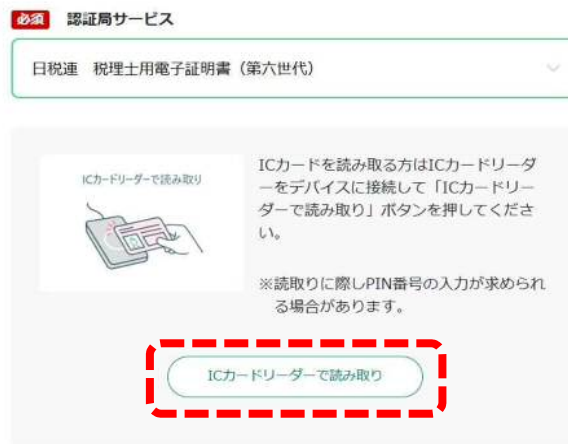 必須 認証局サービス
日税連 税理士用電子証明書（第六世代）
ICカードリーダーで読み取り
ICカードを読み取る方はICカードリーダ
ーをデバイスに接続して「ICカードリー
ダーで読み取り」ボタンを押してくださ
い。
※読取りに際しPIN番号の入力が求められ
る場合があります。
ICカードリーダーで読み取り